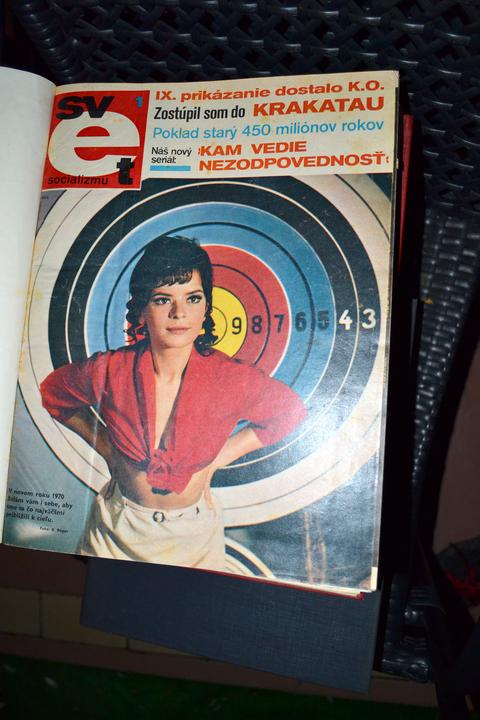 sv
e
t
socializmu
1
IX. prikázanie dostalo K.O.
Zostúpil som do KRAKATAU
Poklad starý 450 miliónov rokov
Náš nový
seriál:
›KAM VEDIE
NEZODPOVEDNOSŤ‹
9 8 7 6 5 4 3
V novom roku 1970
želám vám i sebe, aby
sme sa čo najväčšmi
priblížili k cieľu.